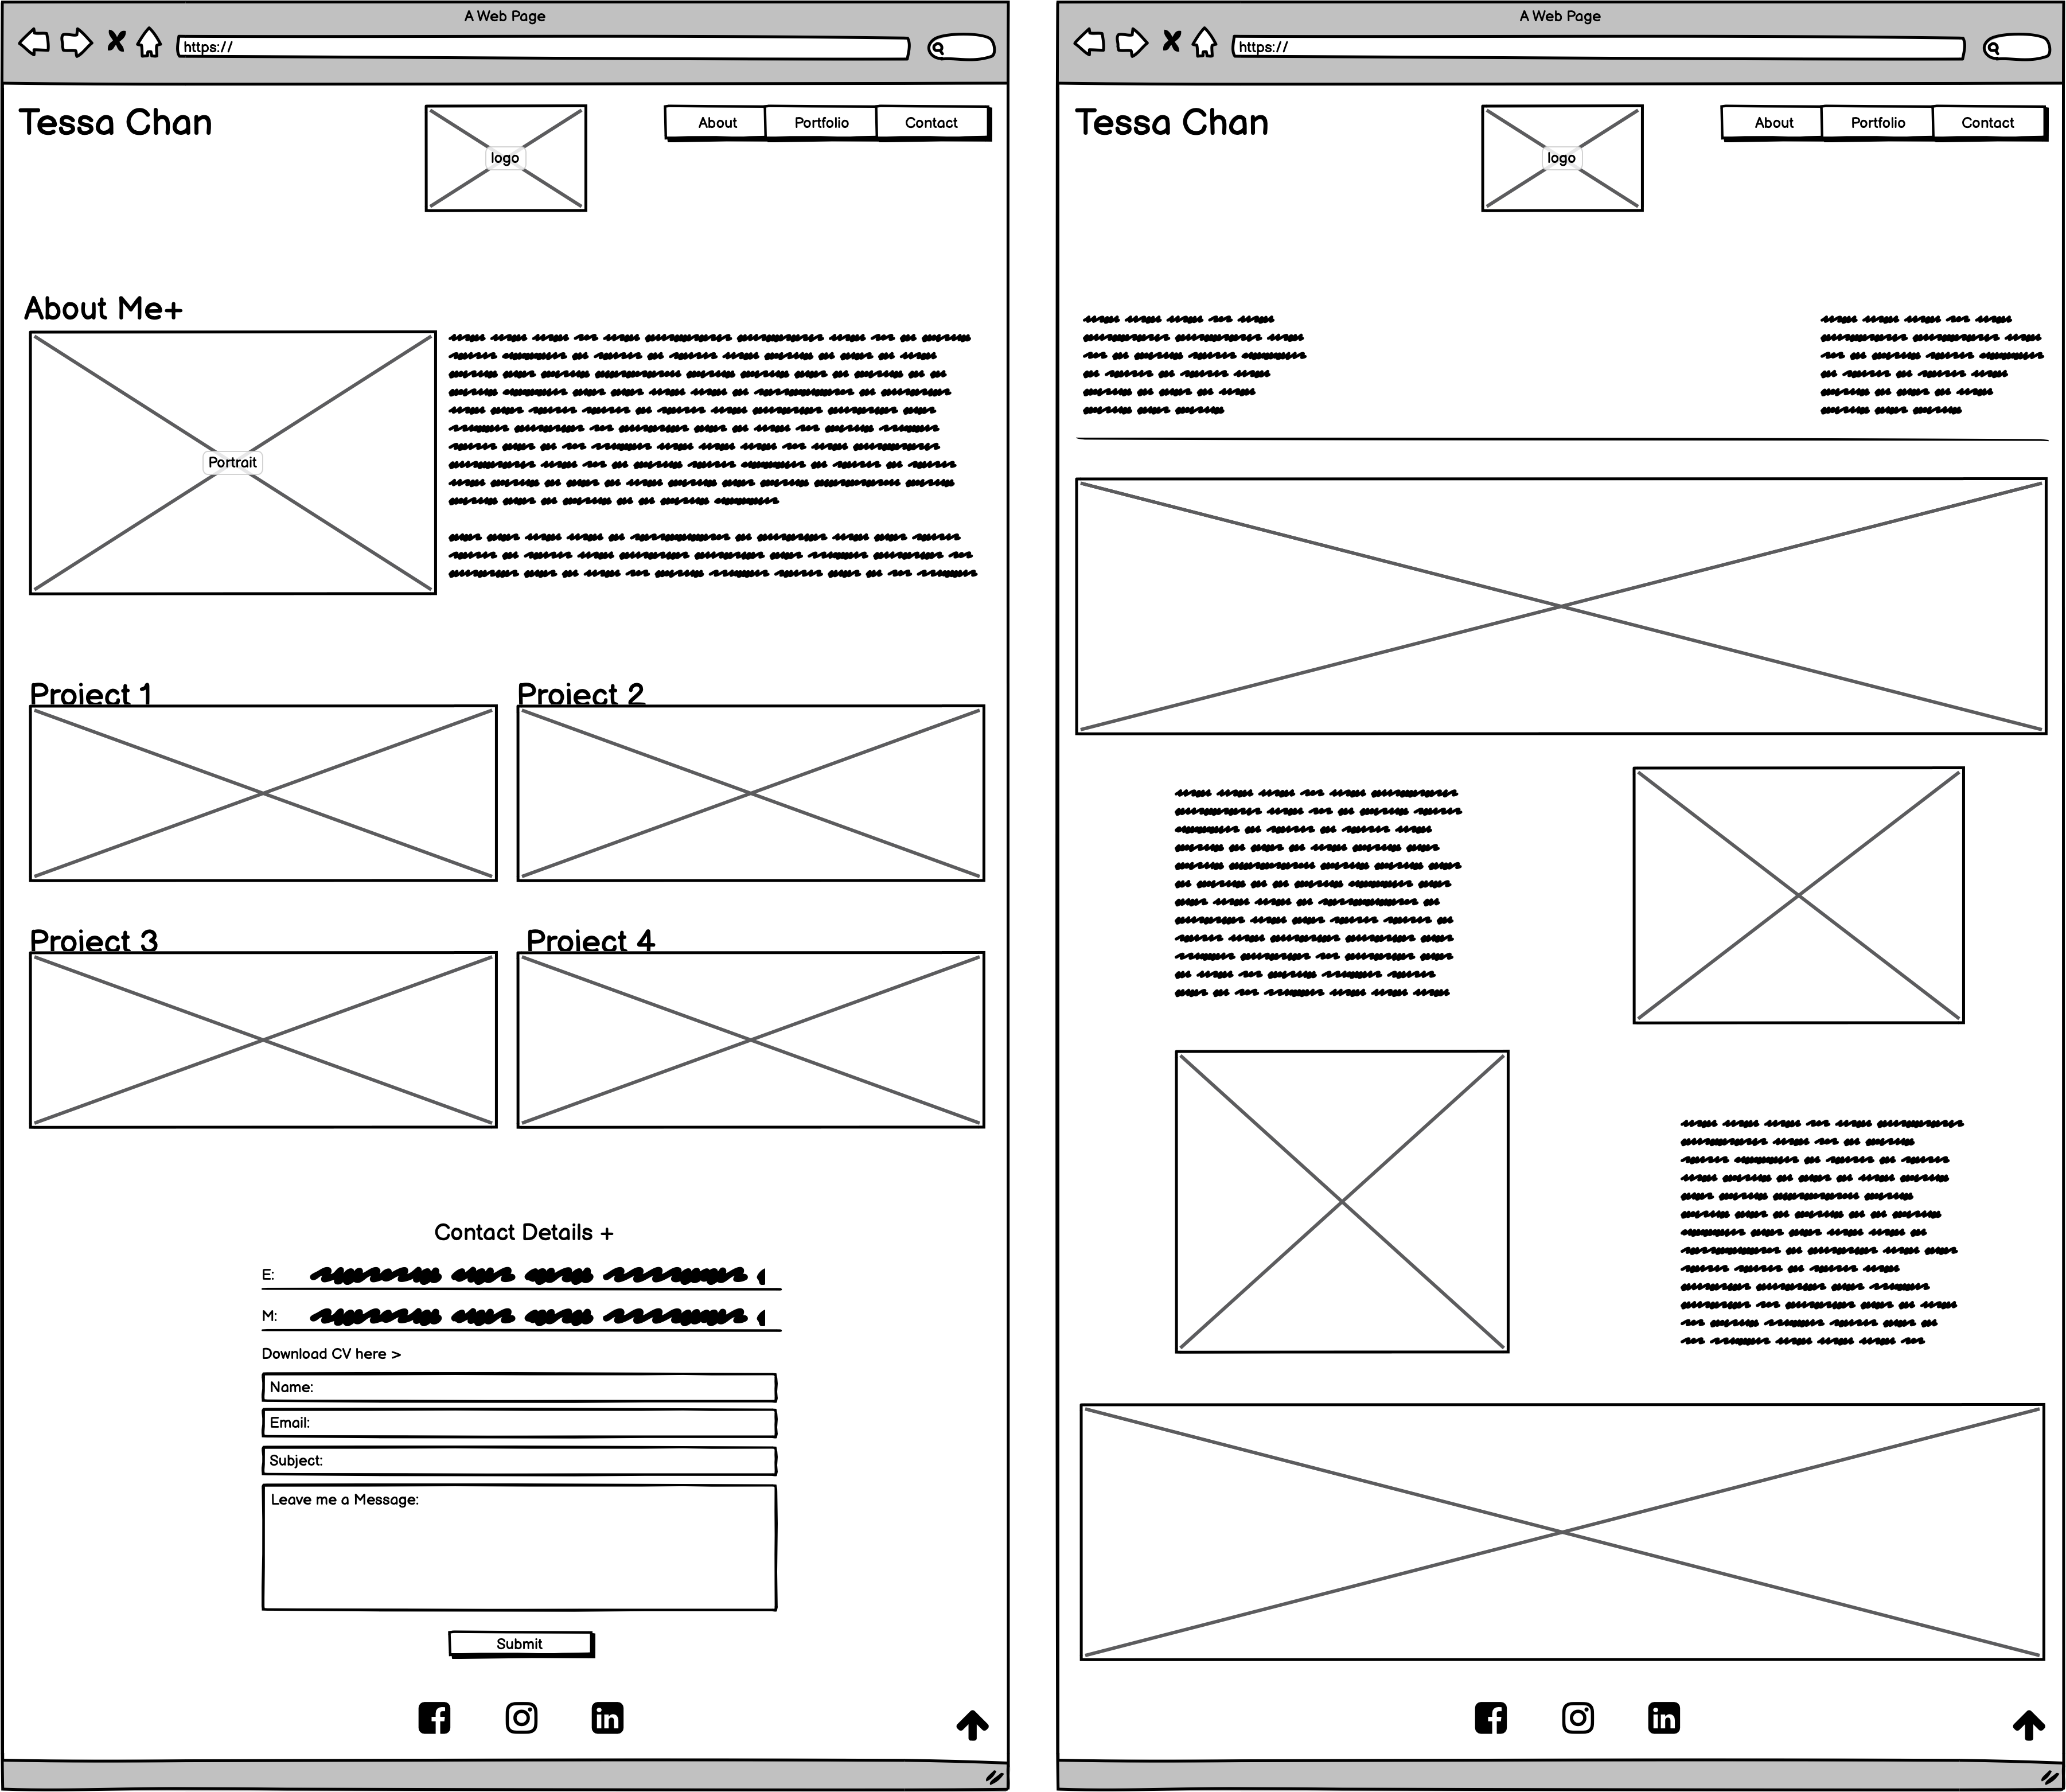 A Web Page
https://
Tessa Chan
logo
About Portfolio Contact
About Me+
Portrait
Project 1 Project 2
Project 3 Project 4
Contact Details +
E:
M:
Download CV here >
Name:
Email:
Subject:
Leave me a Message:
Submit
A Web Page
https://
Tessa Chan
logo
About Portfolio Contact